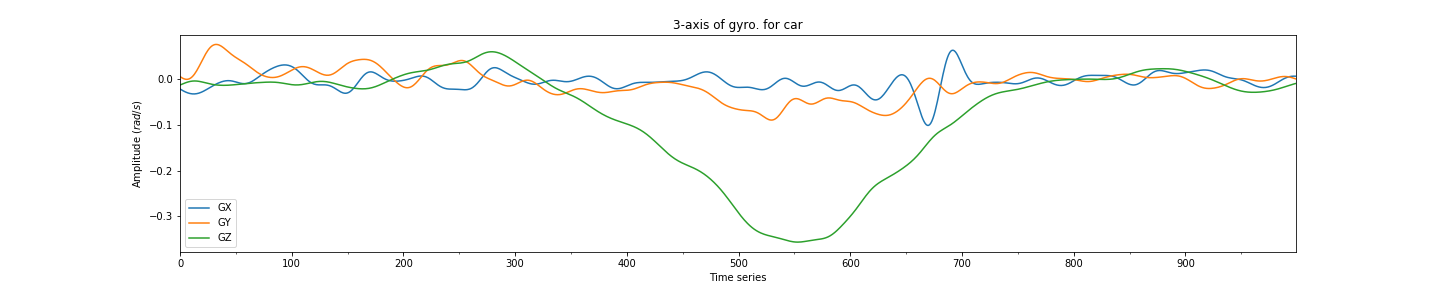 3-axis of gyro. for car
Amplitude (rad/s)
0.0
−0.1
−0.2
−0.3
GX
GY
GZ
0 100 200 300 400 500 600 700 800 900
Time series